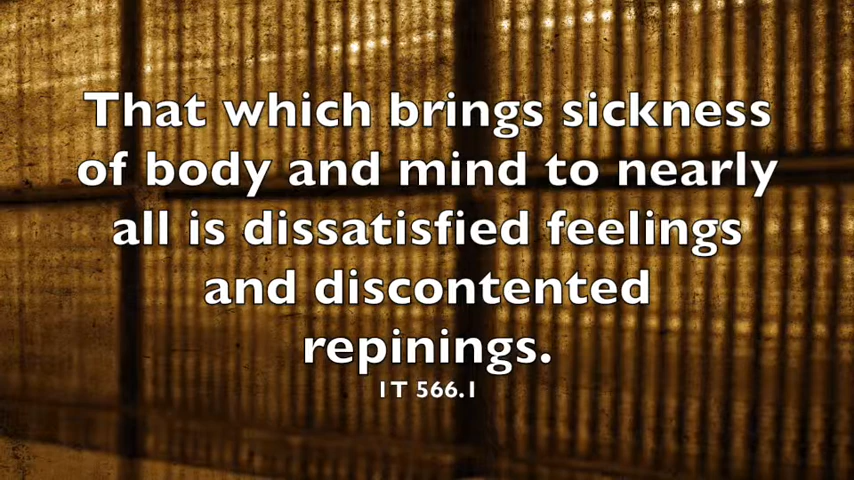 That which brings sickness
of body and mind to nearly
all is dissatisfied feelings
and discontented
repinings.
1T 566.1